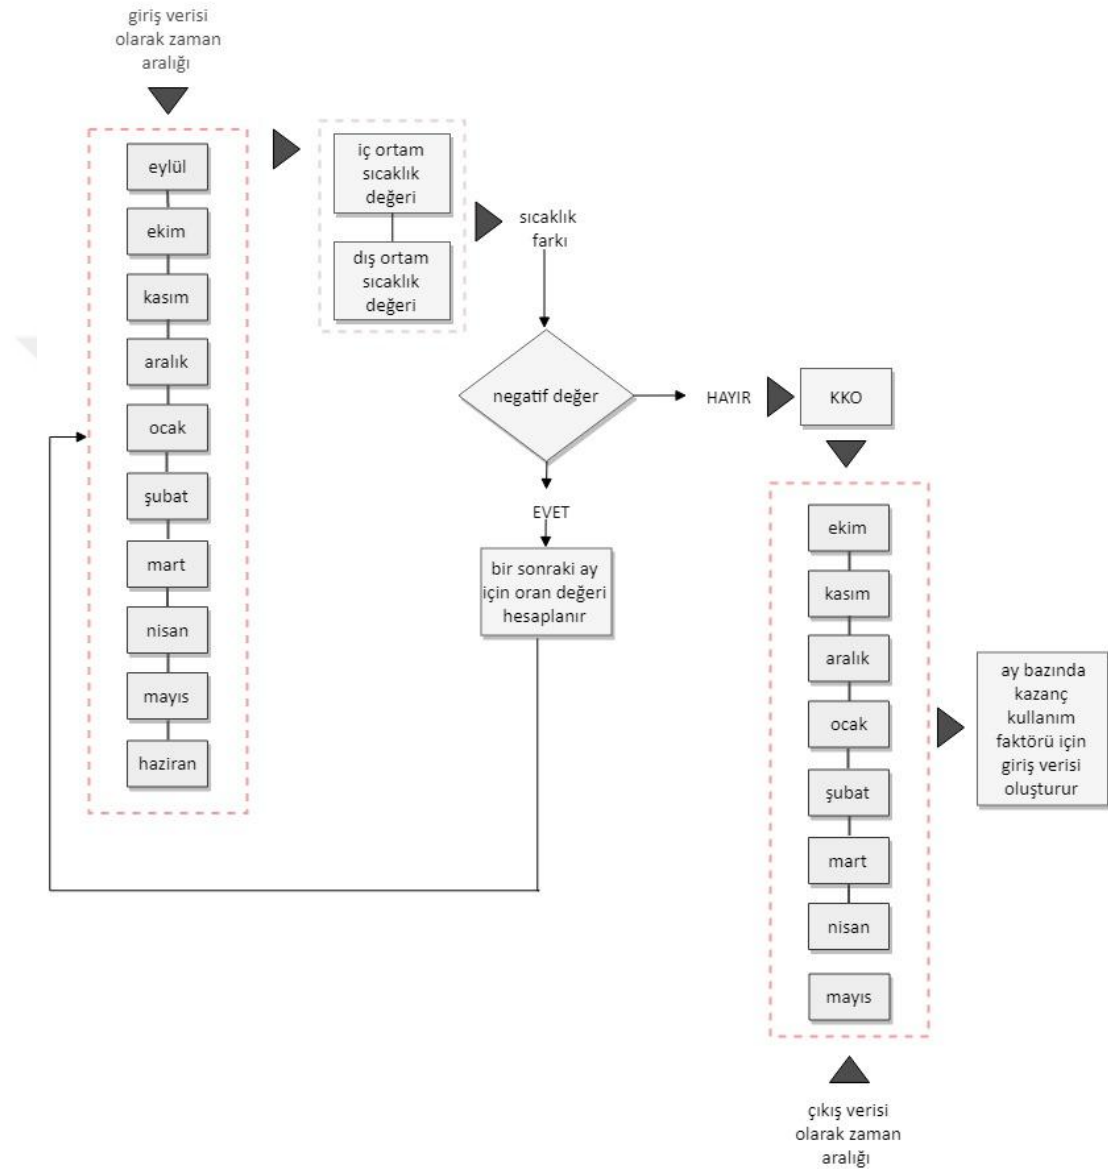 giriş verisi
olarak zaman
aralığı
eylül
ekim
kasım
aralık
ocak
şubat
mart
nisan
mayıs
haziran
iç ortam
sıcaklık
değeri
dış ortam
sıcaklık
değeri
sıcaklık
farkı
negatif değer
HAYIR
KKO
EVET
bir sonraki ay
için oran değeri
hesaplanır
ekim
kasım
aralık
ocak
şubat
mart
nisan
mayıs
ay bazında
kazanç
kullanım
faktörü için
giriş verisi
oluşturur
çıkış verisi
olarak zaman
aralığı